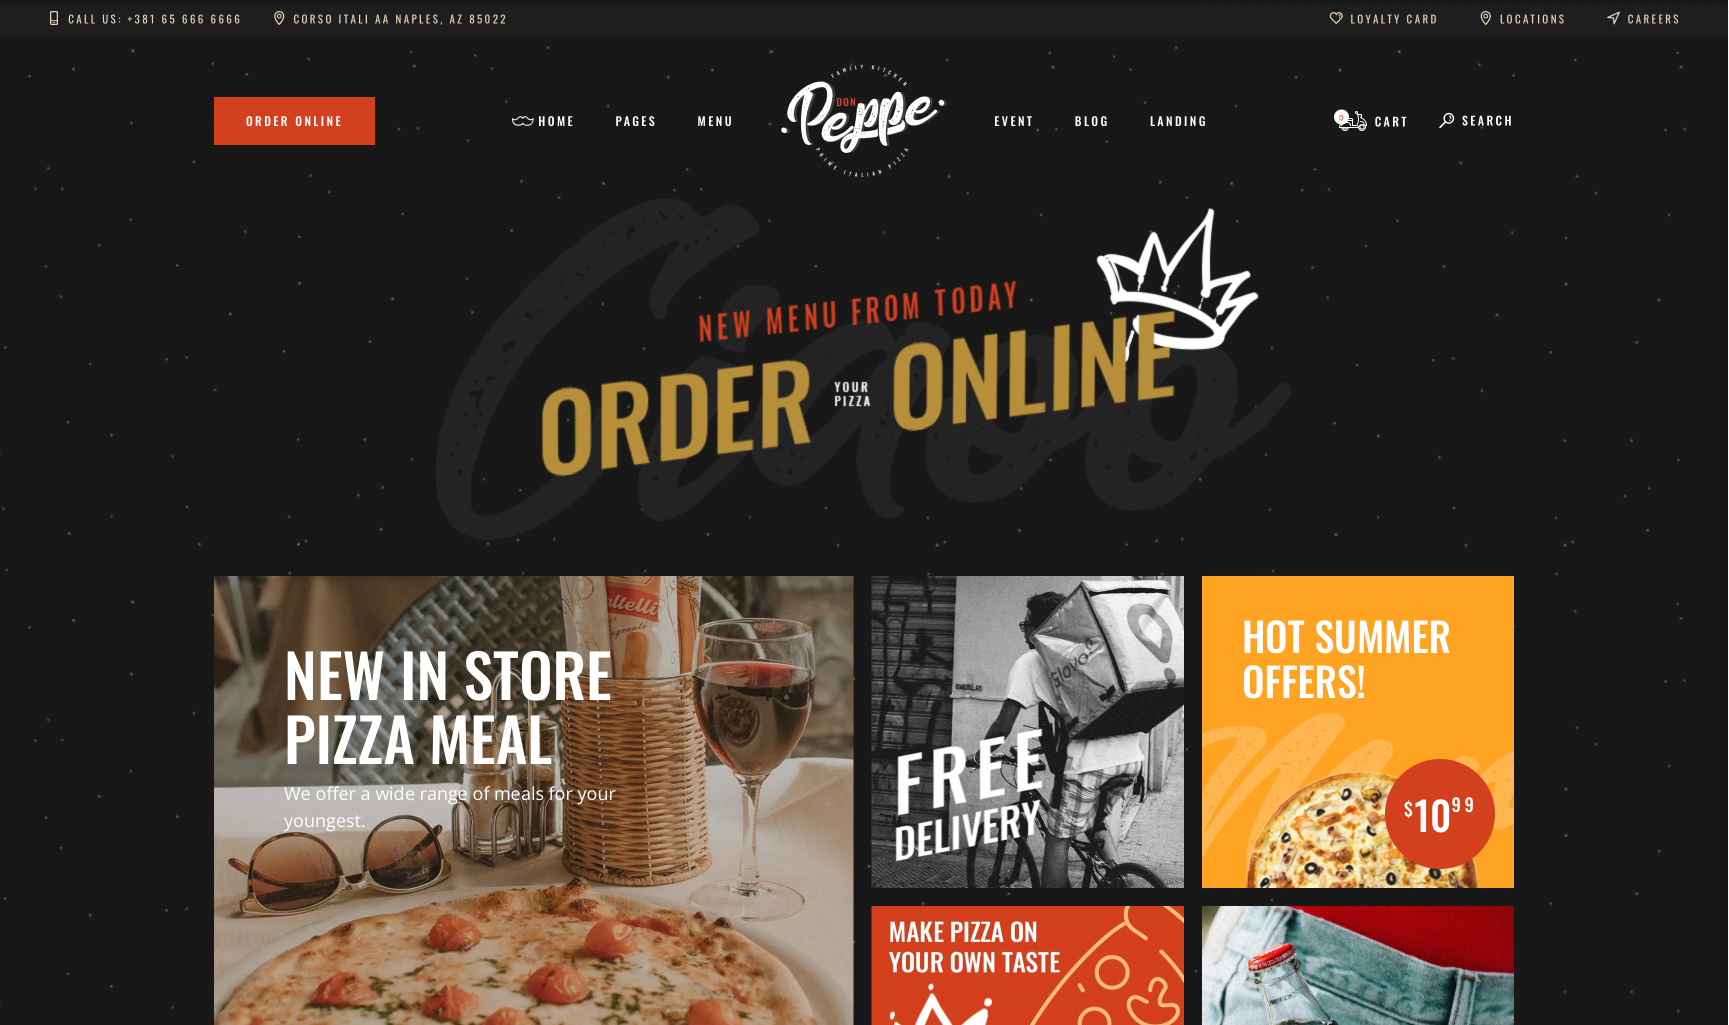 CALL US: +381 65 666 6666
CORSO ITALI AA NAPLES, AZ 85022
LOYALTY CARD
LOCATIONS
CAREERS
ORDER ONLINE
HOME
PAGES
MENU
FAMILY KITCHEN
DON
Peppe
PRIME ITALIAN PIZZA
EVENT
BLOG
LANDING
0
CART
SEARCH
Ciao
NEW MENU FROM TODAY
ORDER YOUR PIZZA ONLINE
NEW IN STORE
PIZZA MEAL
We offer a wide range of meals for your
youngest.
Glovo
FREE
DELIVERY
HOT SUMMER
OFFERS!
$10 99
MAKE PIZZA ON
YOUR OWN TASTE